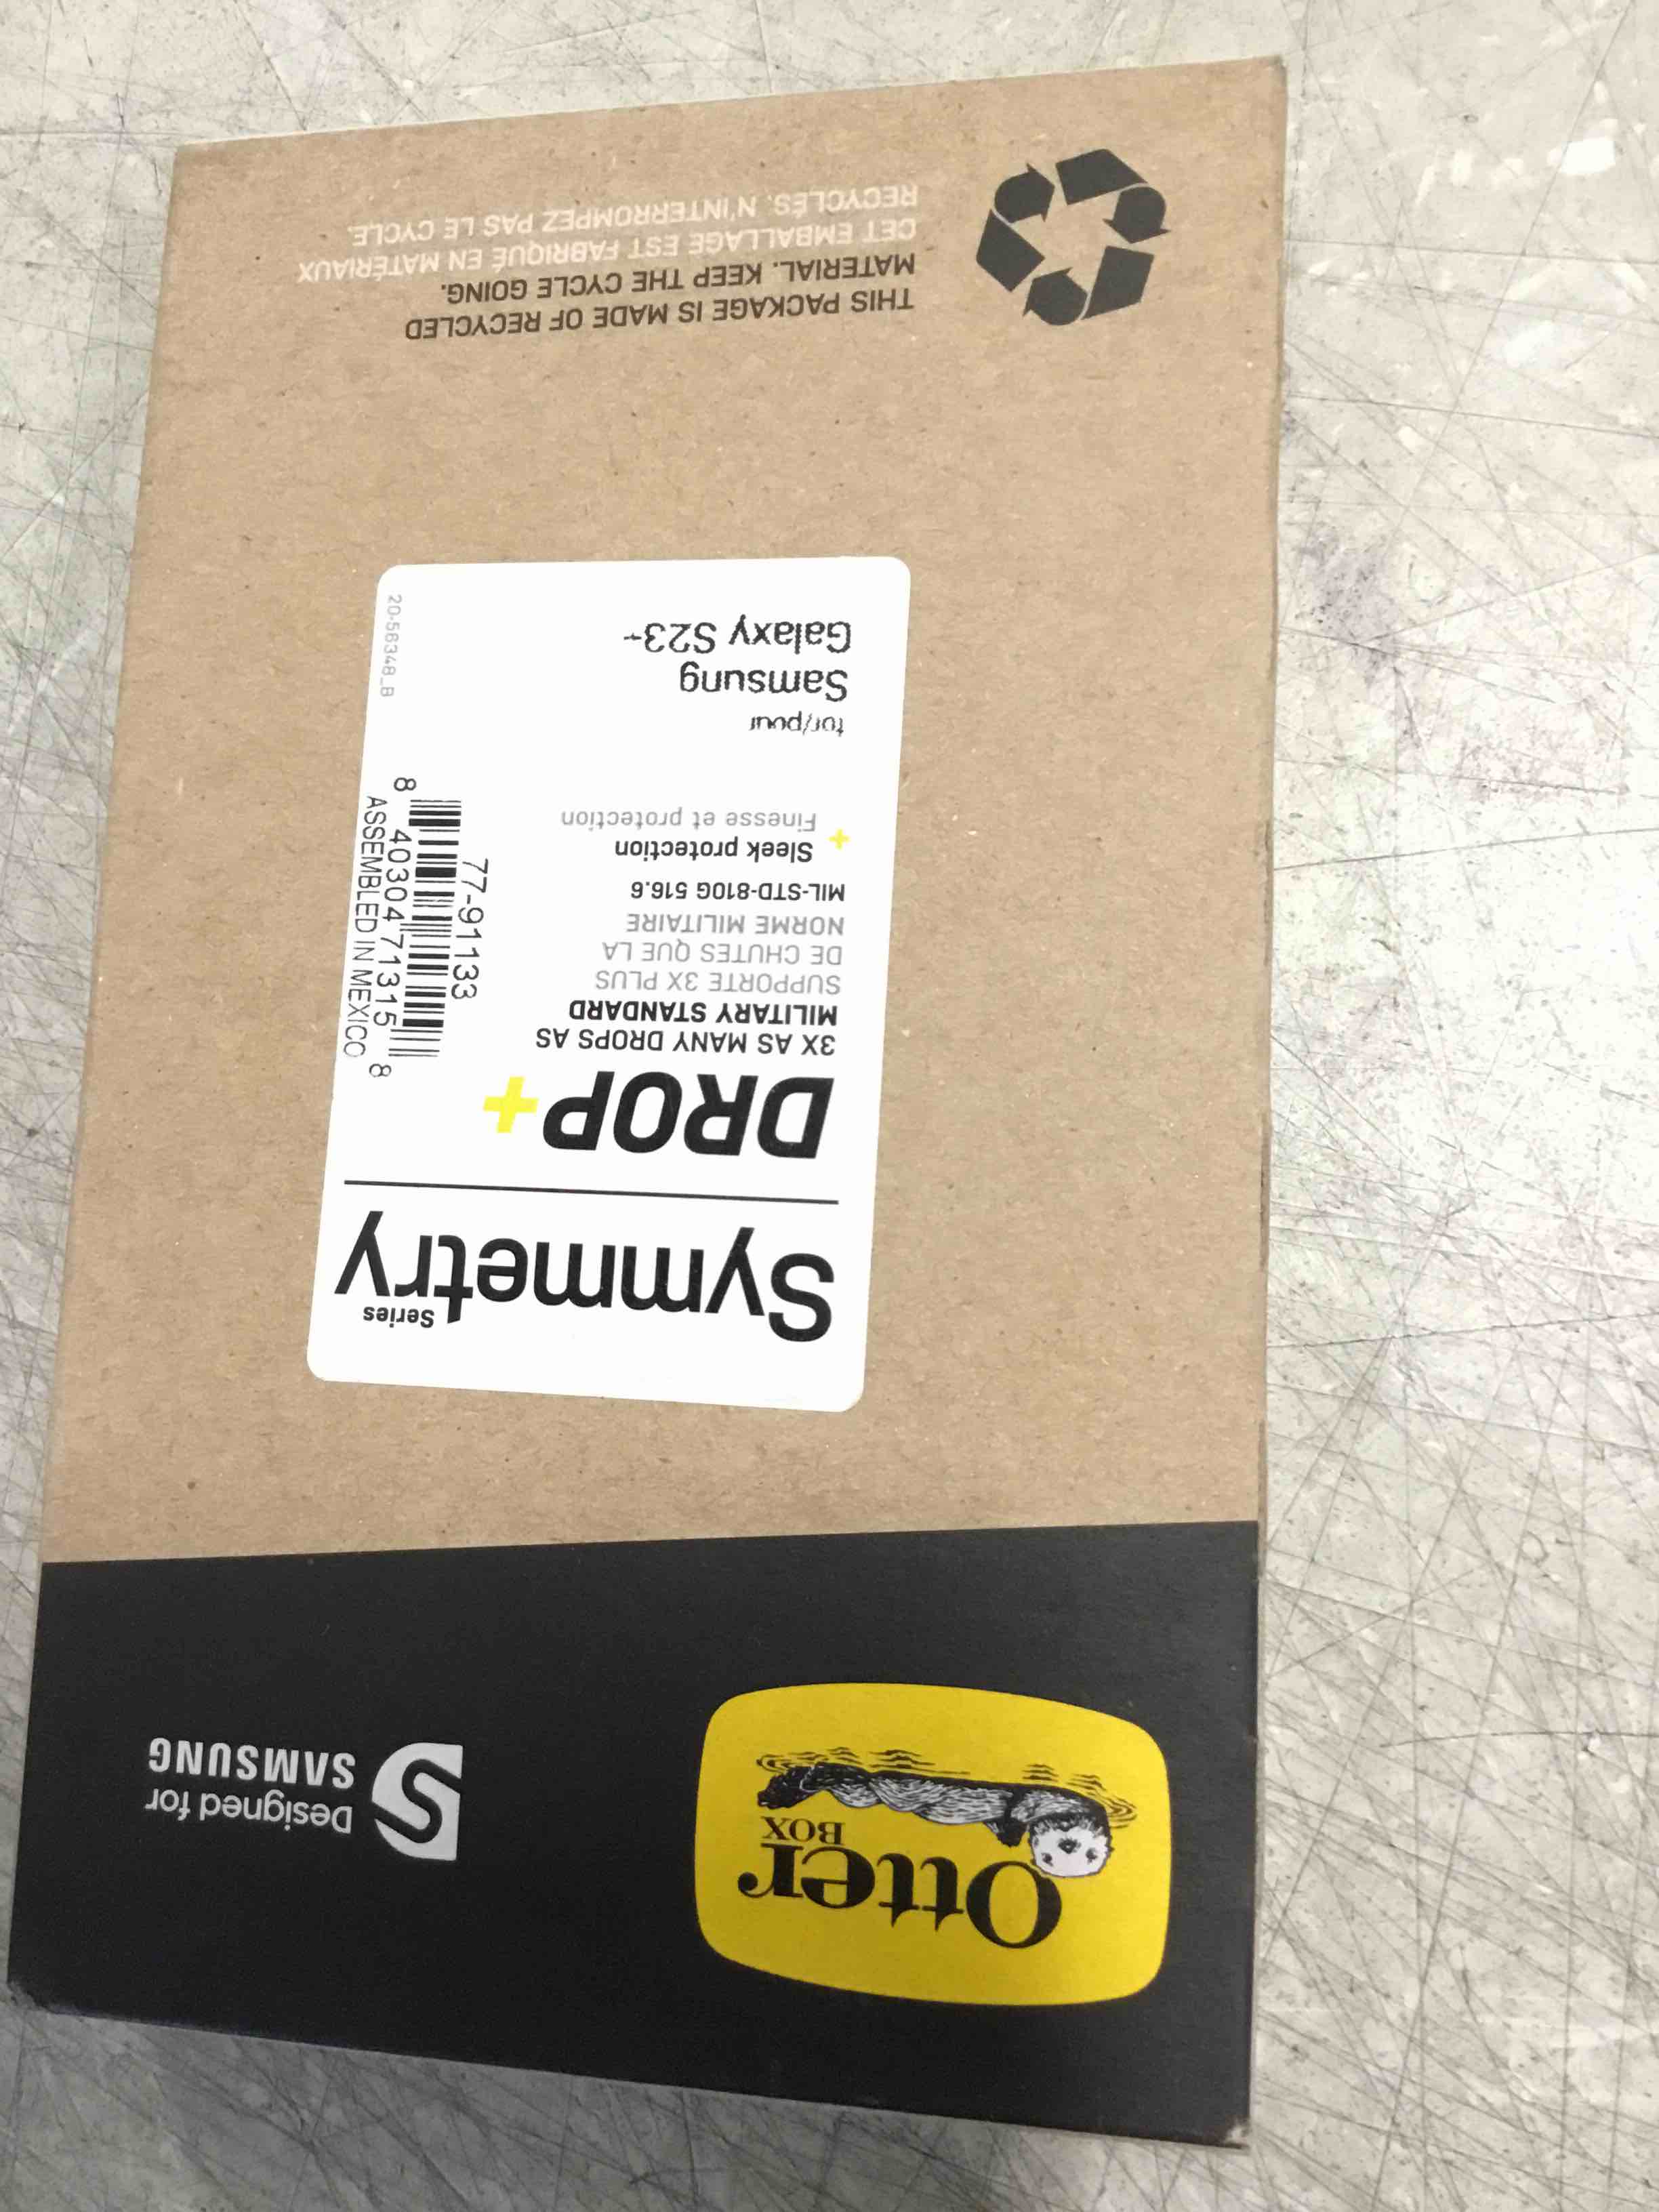 Otter
BOX
Designed for
SAMSUNG
Symmetry
Series
DROP+
3X AS MANY DROPS AS
MILITARY STANDARD
SUPPORTE 3X PLUS
DE CHUTES QUE LA
NORME MILITAIRE
MIL-STD-810G 516.6
+ Sleek protection
Finesse et protection
for/pour
Samsung
Galaxy S23+
77-91133
8 40304 71315 8
ASSEMBLED IN MEXICO
20-56348_B
THIS PACKAGE IS MADE OF RECYCLED
MATERIAL. KEEP THE CYCLE GOING.
CET EMBALLAGE EST FABRIQUÉ EN MATÉRIAUX
RECYCLÉS. N'INTERROMPEZ PAS LE CYCLE.